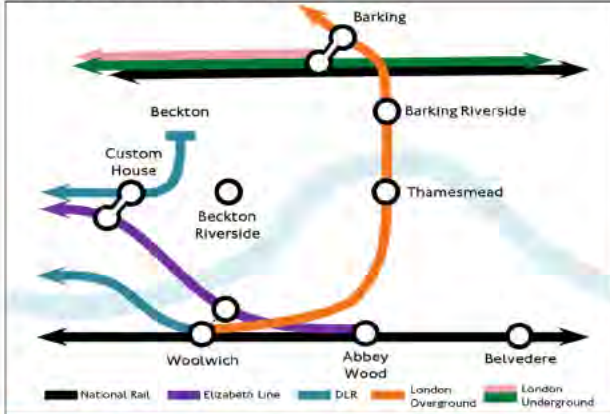 Barking
Beckton
Barking Riverside
Custom
House
Beckton
Riverside
Thamesmead
Woolwich
Abbey
Wood
Belvedere
National Rail
Elizabeth Line
DLR
London
Overground
London
Underground